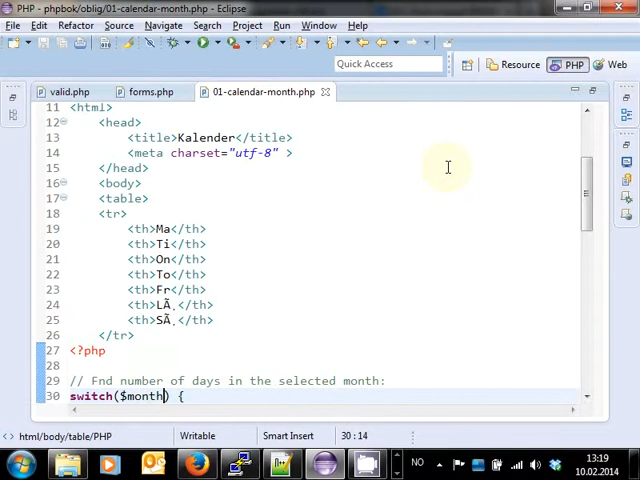 PHP - phpbok/oblig/01-calendar-month.php - Eclipse
File Edit Refactor Source Navigate Search Project Run Window Help
Quick Access Resource PHP Web
valid.php forms.php 01-calendar-month.php
11 <html>
12 <head>
13 <title>Kalender</title>
14 <meta charset="utf-8" >
15 </head>
16 <body>
17 <table>
18 <tr>
19 <th>Ma</th>
20 <th>Ti</th>
21 <th>On</th>
22 <th>To</th>
23 <th>Fr</th>
24 <th>LÃ¸</th>
25 <th>SÃ¸</th>
26 </tr>
27 <?php
28
29 // Fnd number of days in the selected month:
30 switch($month) {
html/body/table/PHP Writable Smart Insert 30 : 14
NO 13:19
10.02.2014